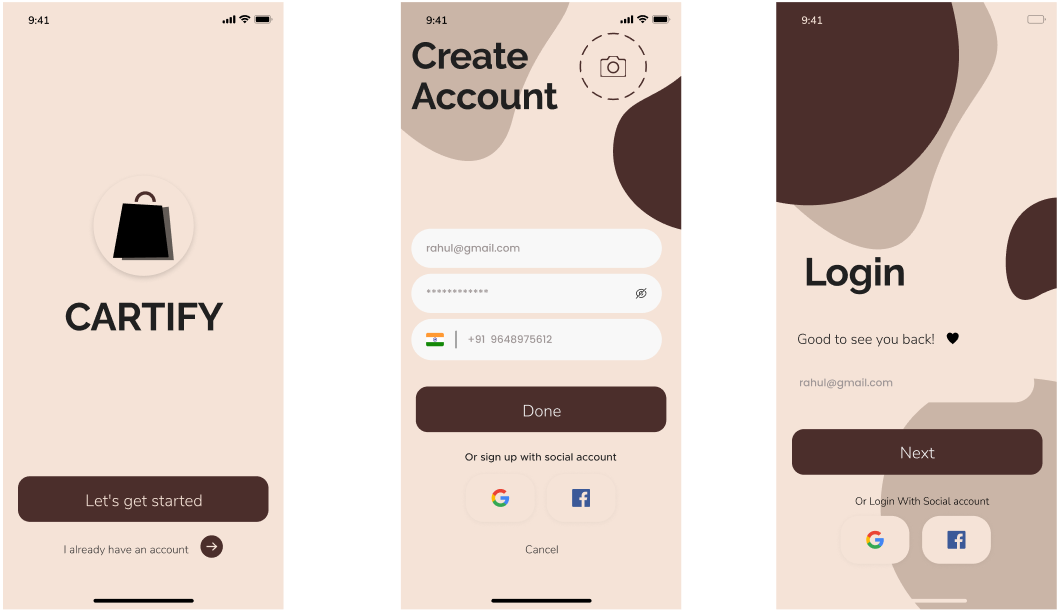 9:41
CARTIFY
Let's get started
I already have an account
9:41
Create
Account
rahul@gmail.com
************
+91 9648975612
Done
Or sign up with social account
Cancel
9:41
Login
Good to see you back!
rahul@gmail.com
Next
Or Login With Social account